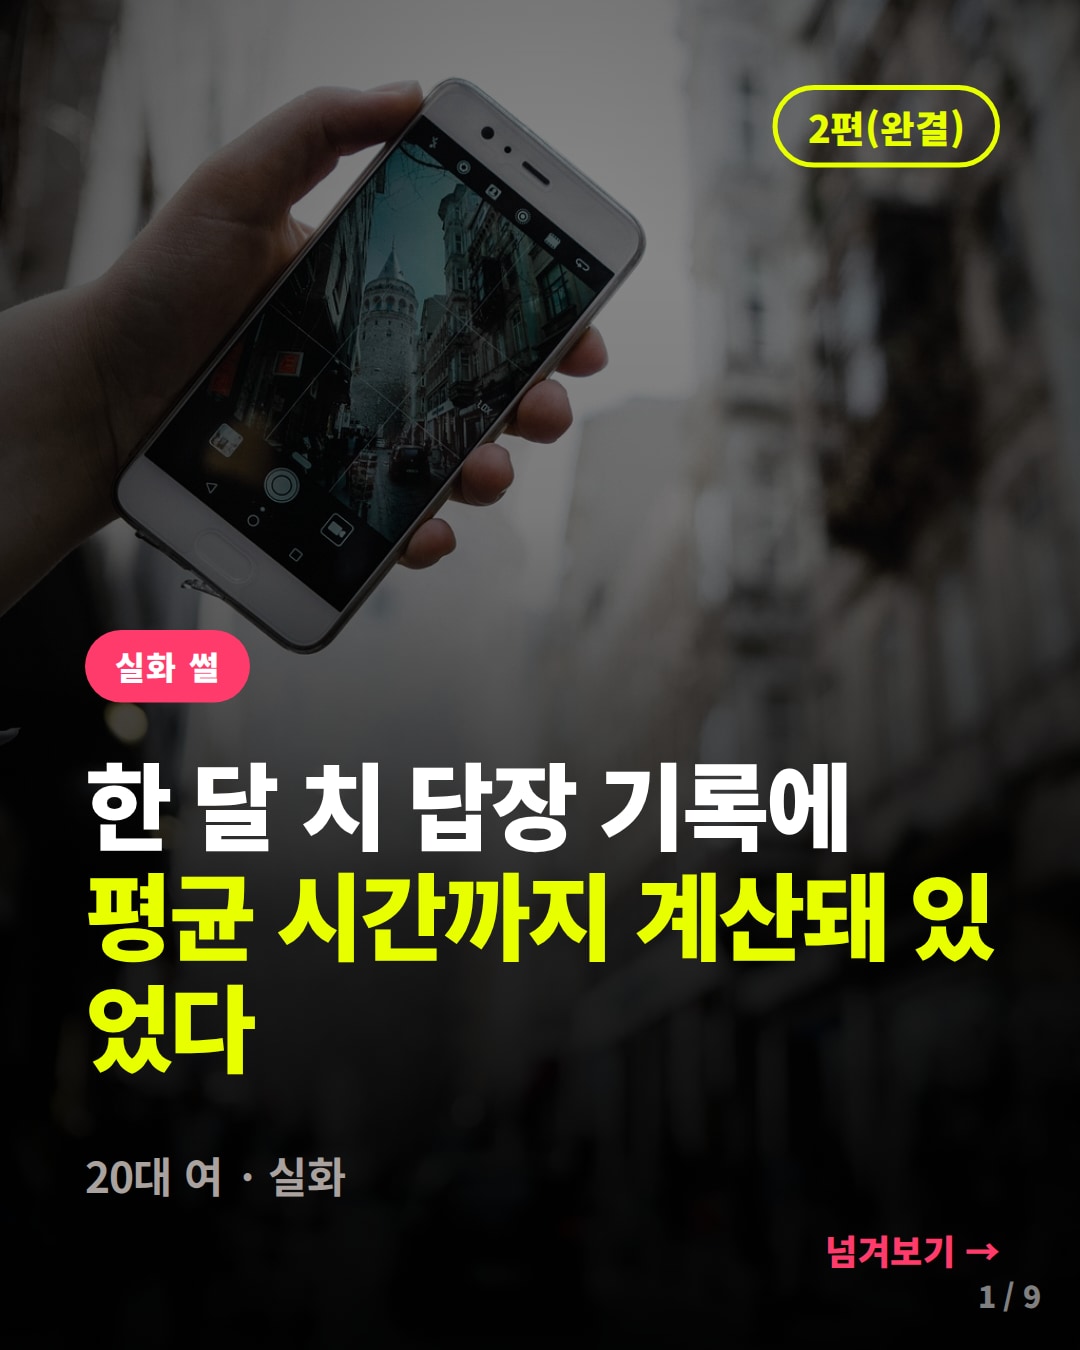 2편(완결)
실화 썰
한 달 치 답장 기록에
평균 시간까지 계산돼 있
었다
20대 여 · 실화
넘겨보기 →
1 / 9